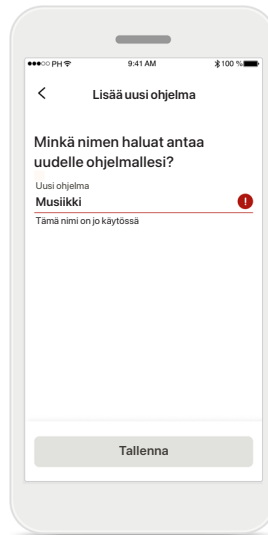 PH
9:41 AM
100 %
Lisää uusi ohjelma
Minkä nimen haluat antaa
uudelle ohjelmallesi?
Uusi ohjelma
Musiikki
!
Tämä nimi on jo käytössä
Tallenna